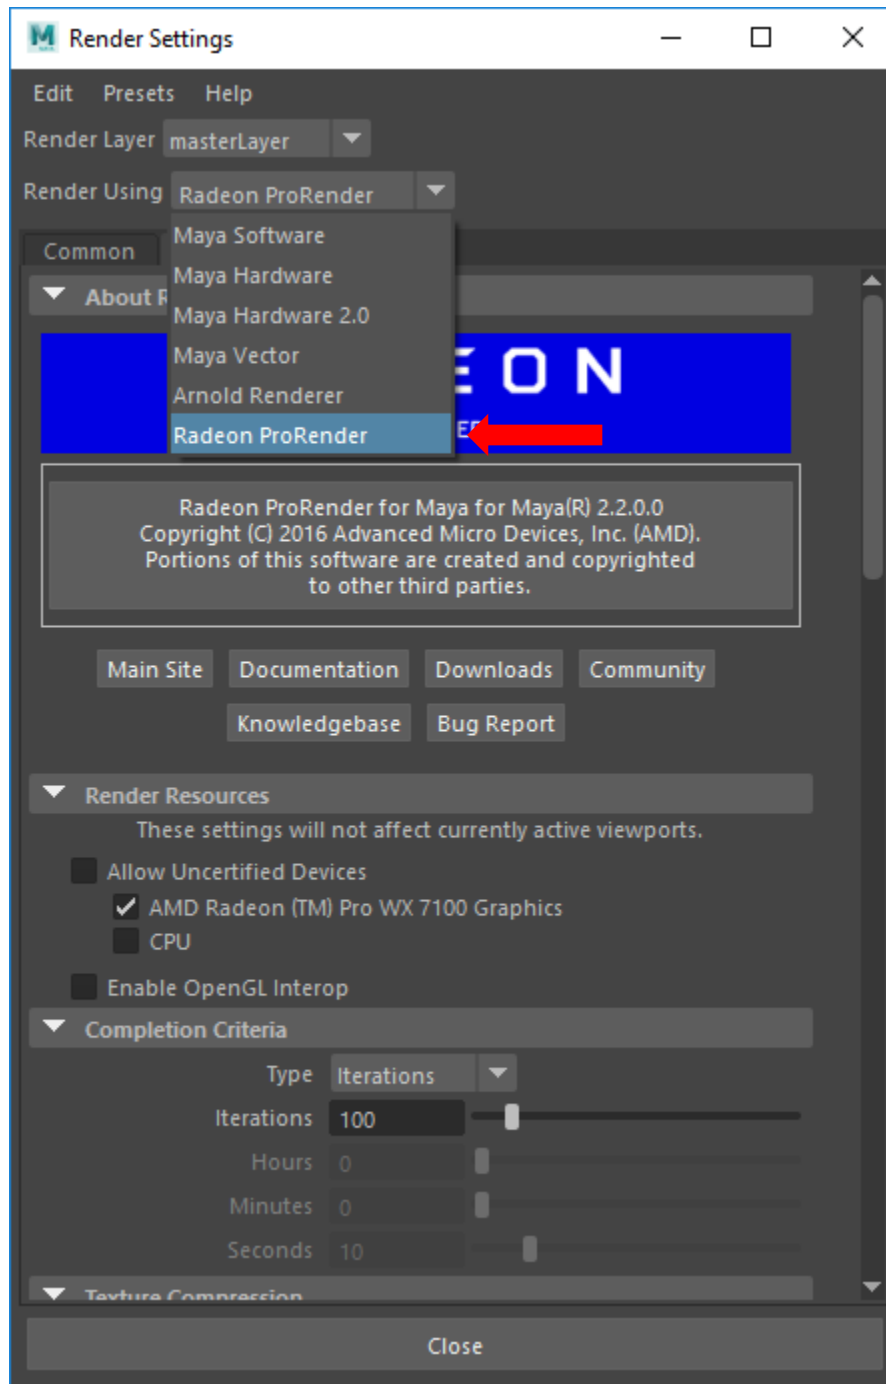 Render Settings
Edit Presets Help
Render Layer masterLayer
Render Using Radeon ProRender
Maya Software
Common
Maya Hardware
About R
Maya Hardware 2.0
Maya Vector
EON
Arnold Renderer
Radeon ProRender
Radeon ProRender for Maya for Maya(R) 2.2.0.0
Copyright (C) 2016 Advanced Micro Devices, Inc. (AMD).
Portions of this software are created and copyrighted
to other third parties.
Main Site Documentation Downloads Community
Knowledgebase Bug Report
Render Resources
These settings will not affect currently active viewports.
Allow Uncertified Devices
AMD Radeon (TM) Pro WX 7100 Graphics
CPU
Enable OpenGL Interop
Completion Criteria
Type Iterations
Iterations 100
Hours 0
Minutes 0
Seconds 10
Texture Compression
Close